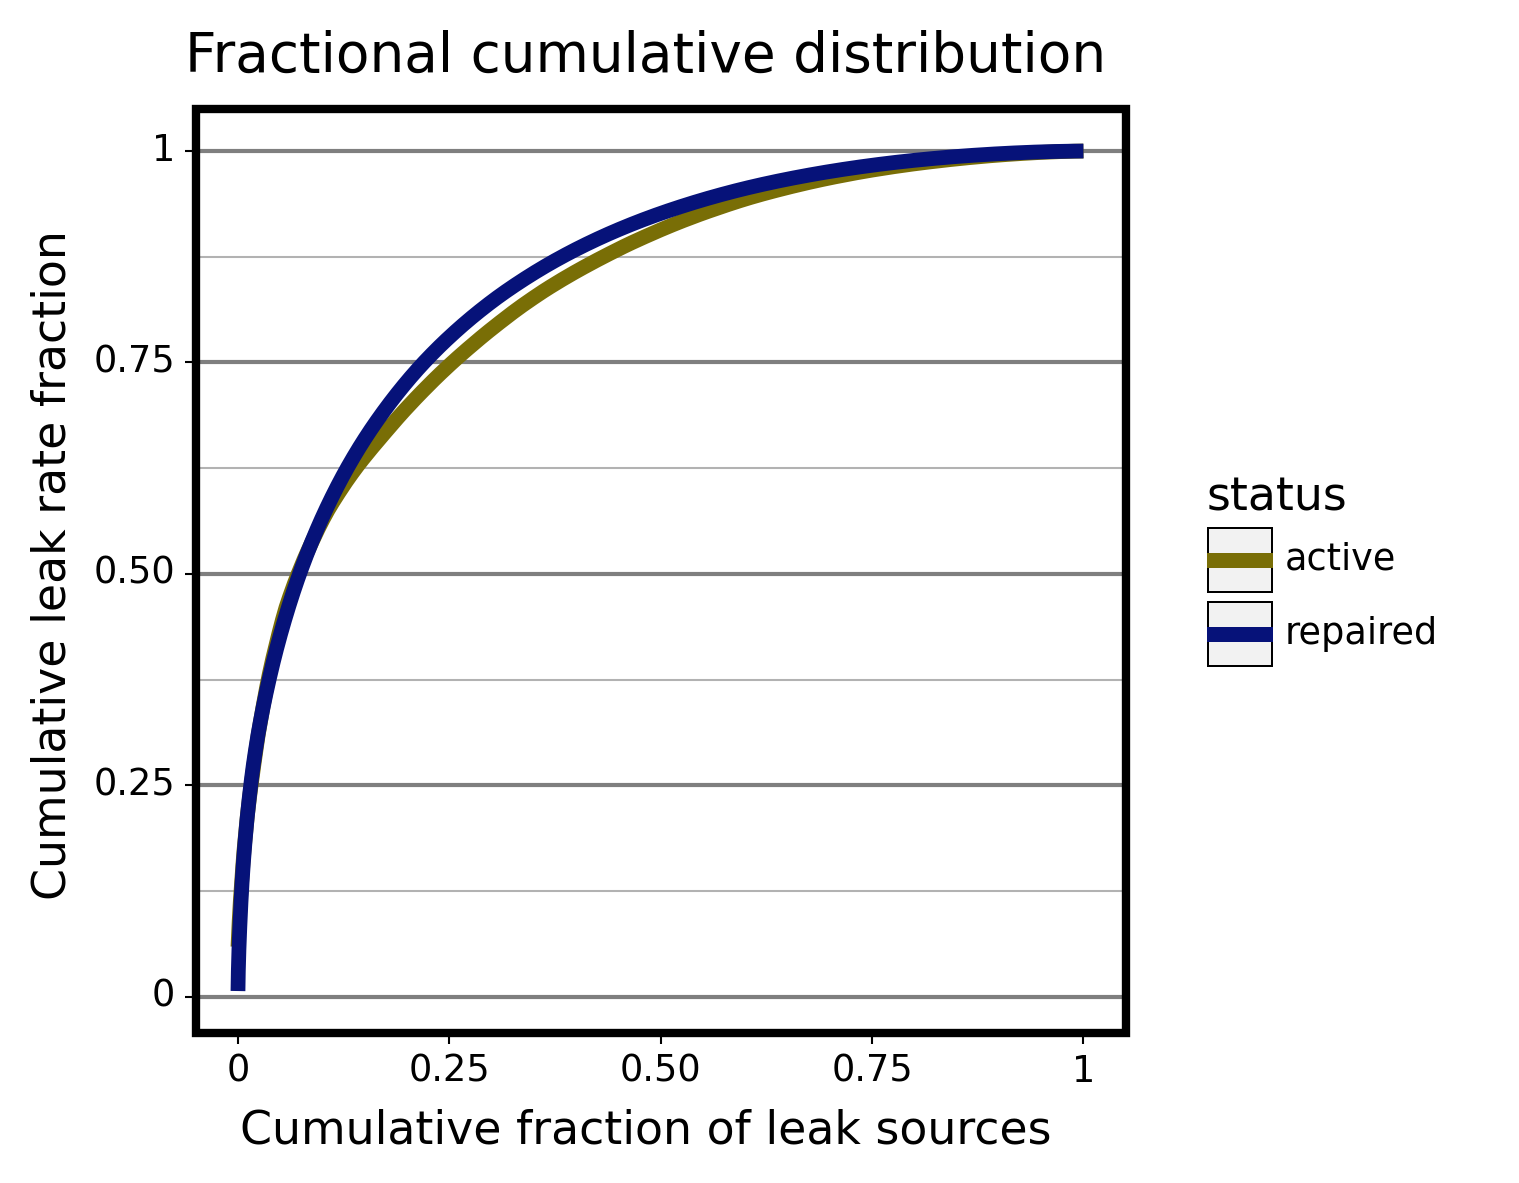 Fractional cumulative distribution
Cumulative leak rate fraction
1
0.75
0.50
0.25
0
0 0.25 0.50 0.75 1
Cumulative fraction of leak sources
status
active
repaired